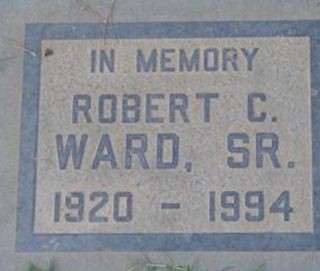 IN MEMORY
ROBERT C.
WARD, SR.
1920 - 1994